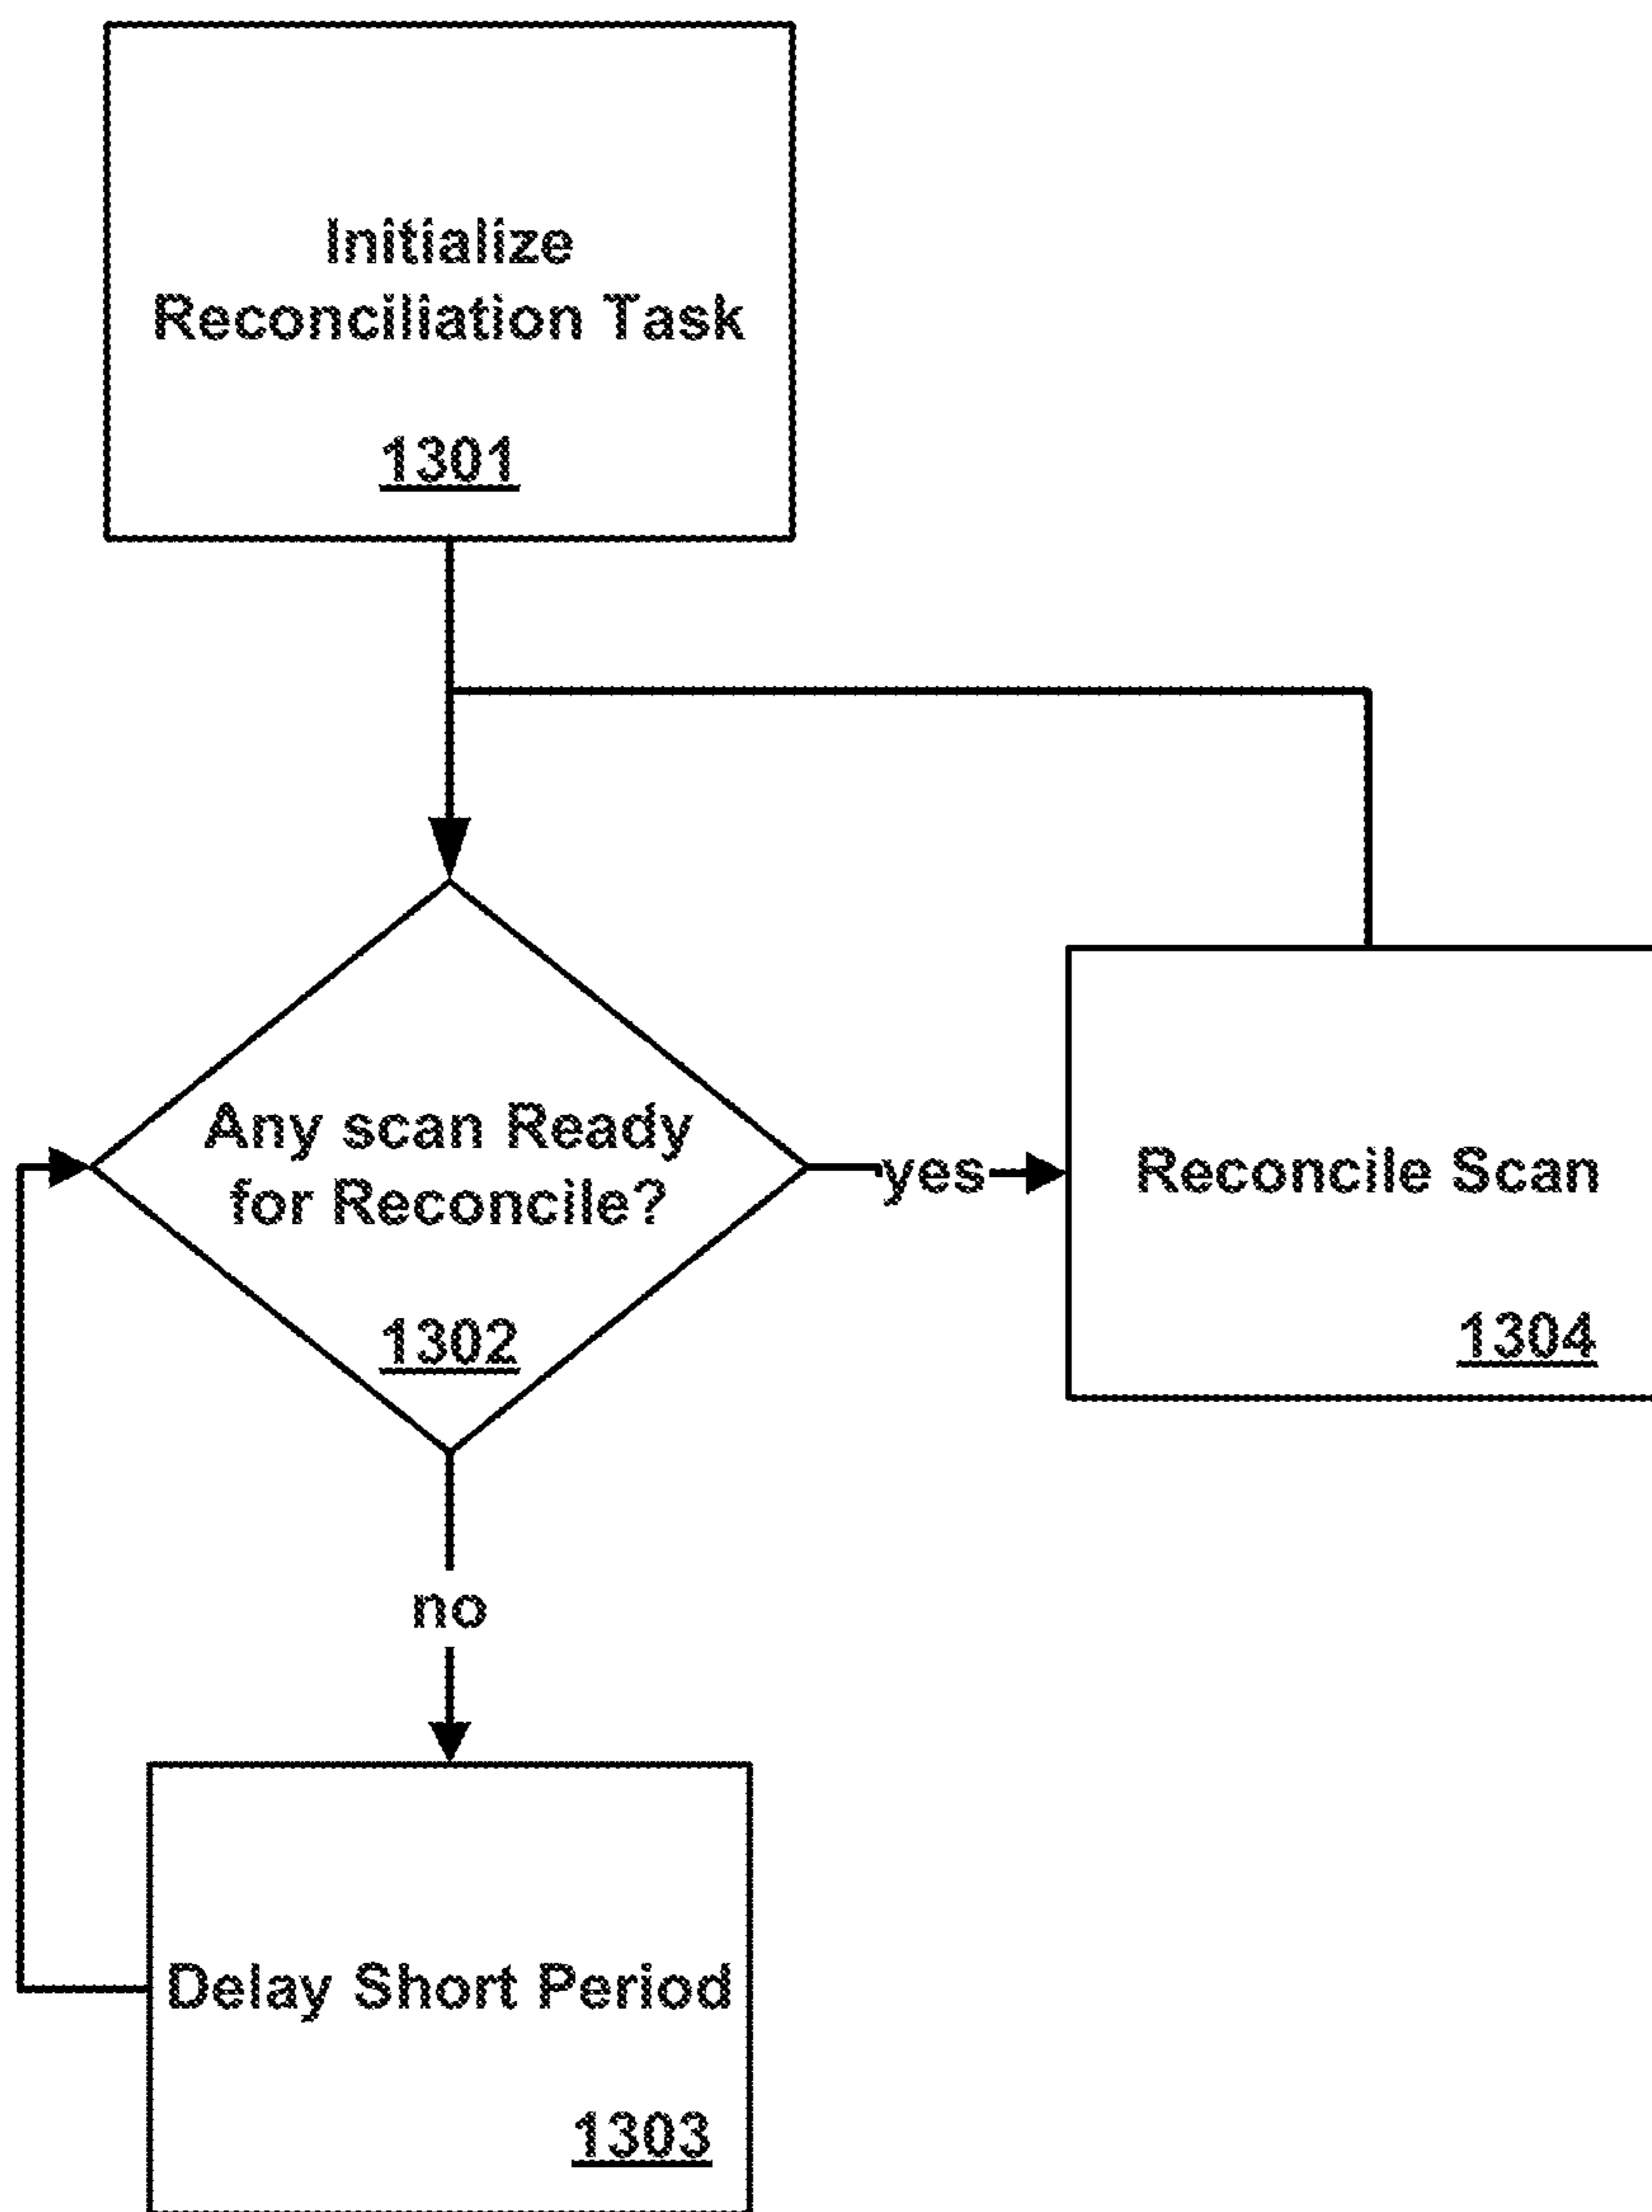 Initialize
Reconciliation Task
1301
Any scan Ready
for Reconcile?
1302
yes
Reconcile Scan
1304
no
Delay Short Period
1303